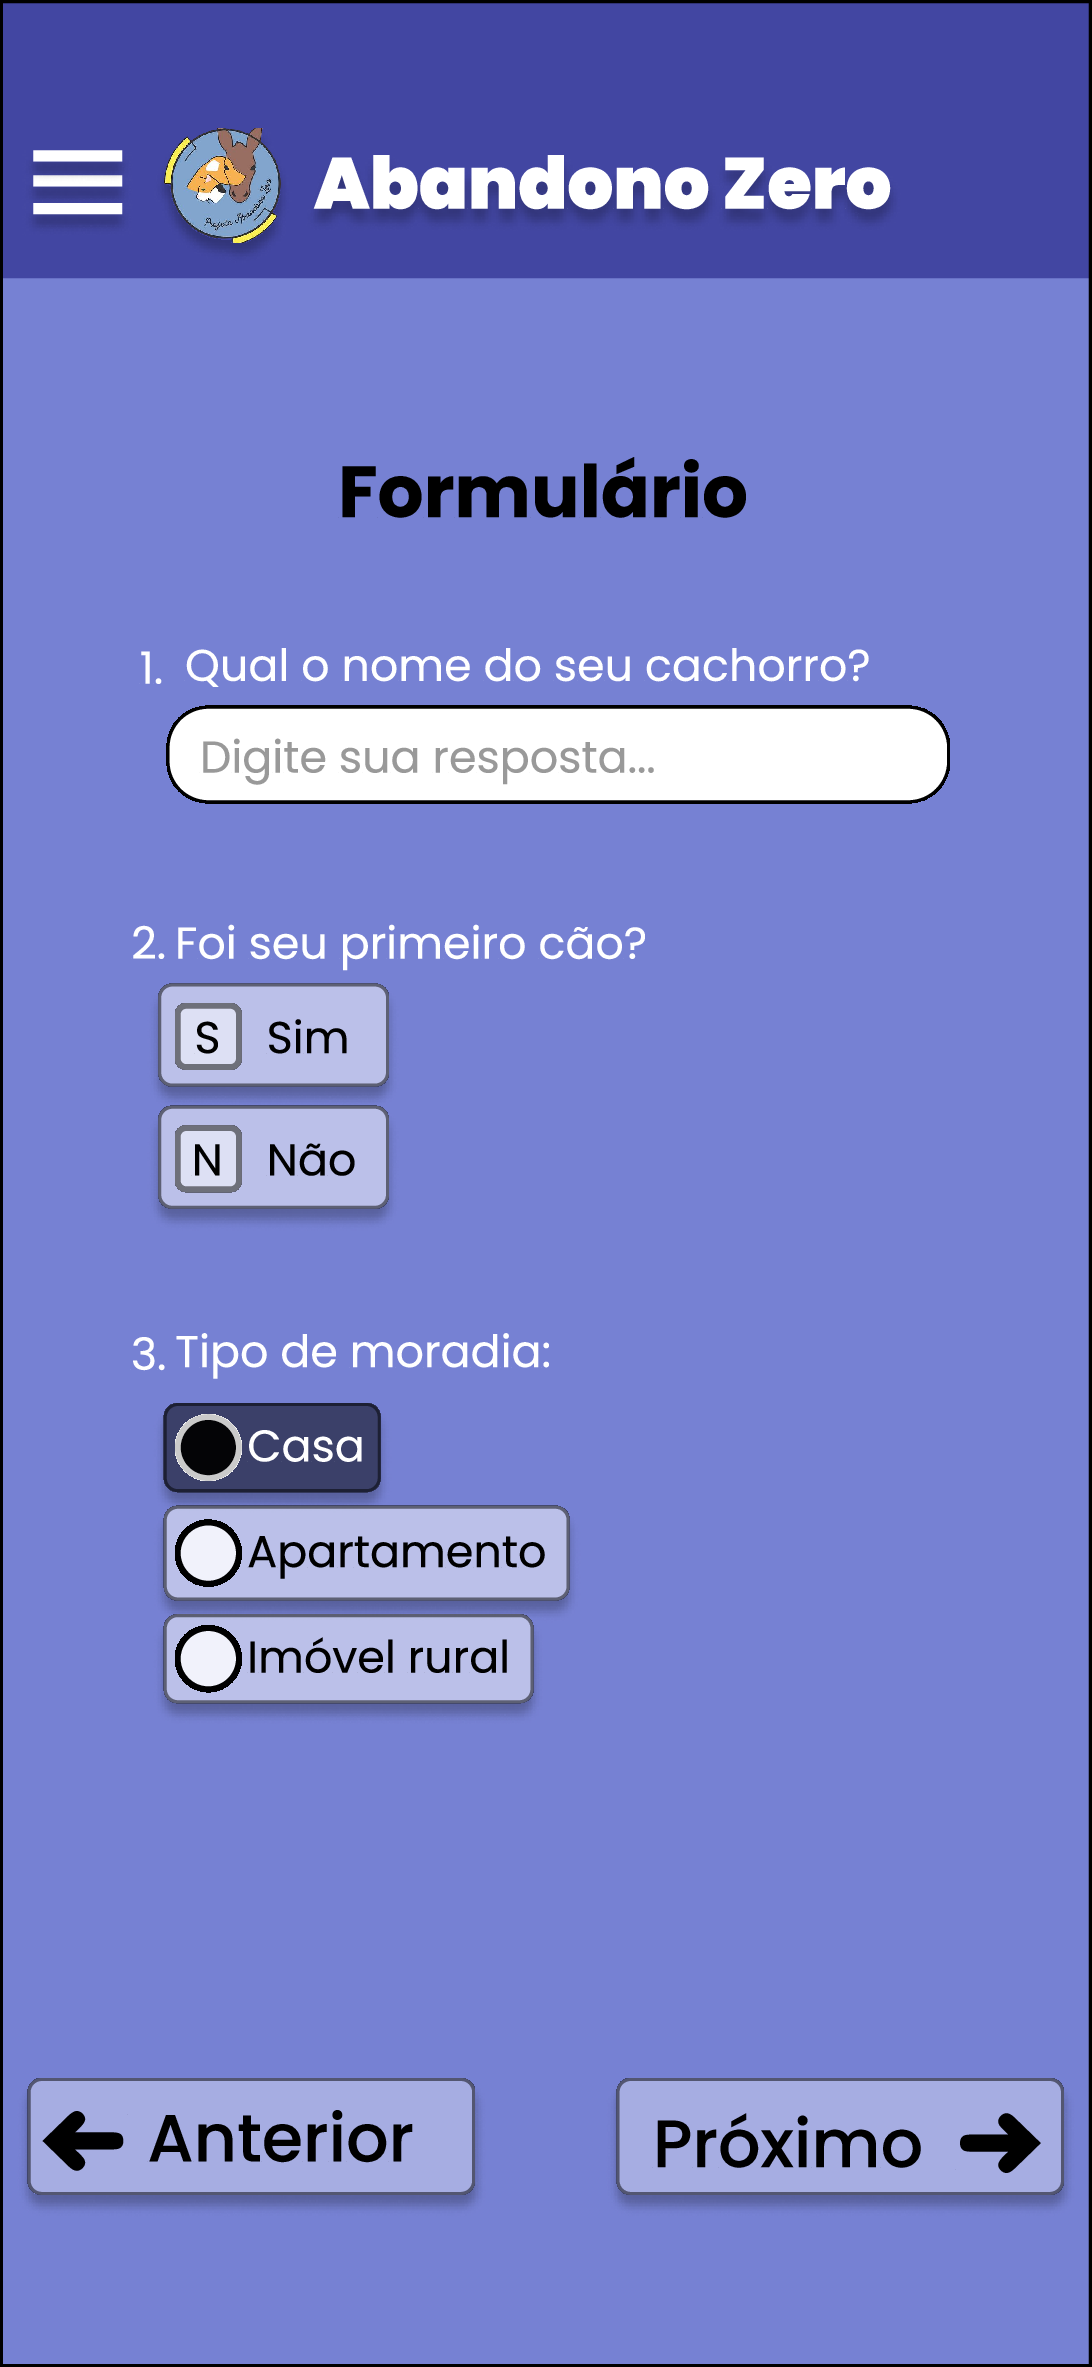 Abandono Zero
Formulário
1. Qual o nome do seu cachorro?
Digite sua resposta...
2. Foi seu primeiro cão?
S Sim
N Não
3. Tipo de moradia:
Casa
Apartamento
Imóvel rural
Anterior
Próximo